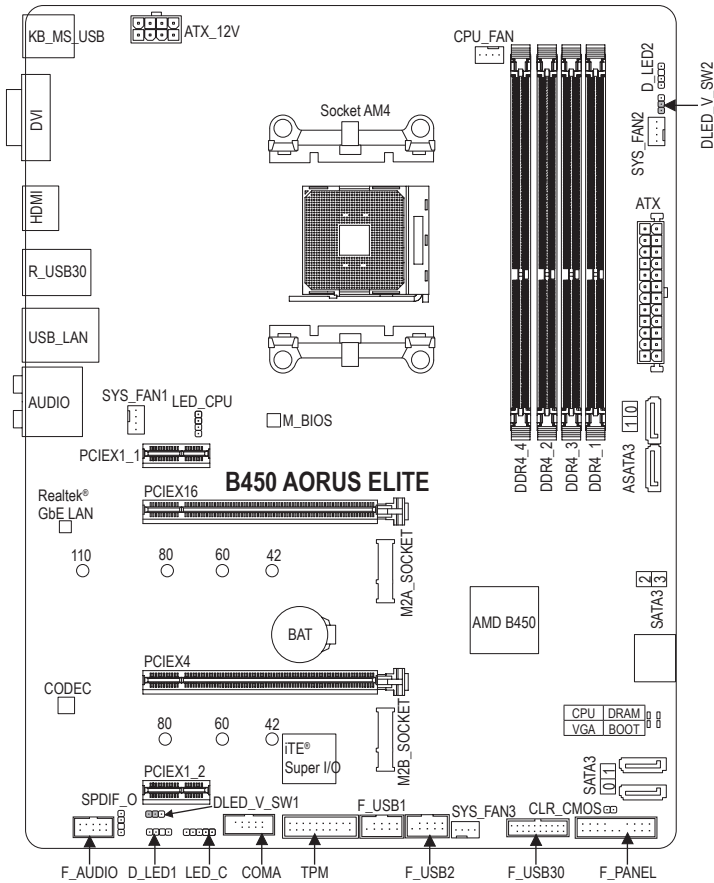 KB_MS_USB
ATX_12V
CPU_FAN
D_LED2
DLED_V_SW2
SYS_FAN2
DVI
Socket AM4
HDMI
ATX
R_USB30
USB_LAN
AUDIO
SYS_FAN1
LED_CPU
M_BIOS
PCIEX1_1
DDR4_4
DDR4_2
DDR4_3
DDR4_1
ASATA3
1 0
B450 AORUS ELITE
Realtek®
GbE LAN
PCIEX16
110
80
60
42
M2A_SOCKET
AMD B450
2 3
SATA3
BAT
PCIEX4
CODEC
80
60
42
iTE®
Super I/O
M2B_SOCKET
CPU DRAM
VGA BOOT
SATA3
0 1
PCIEX1_2
SPDIF_O
DLED_V_SW1
F_USB1
SYS_FAN3
CLR_CMOS
F_AUDIO
D_LED1
LED_C
COMA
TPM
F_USB2
F_USB30
F_PANEL